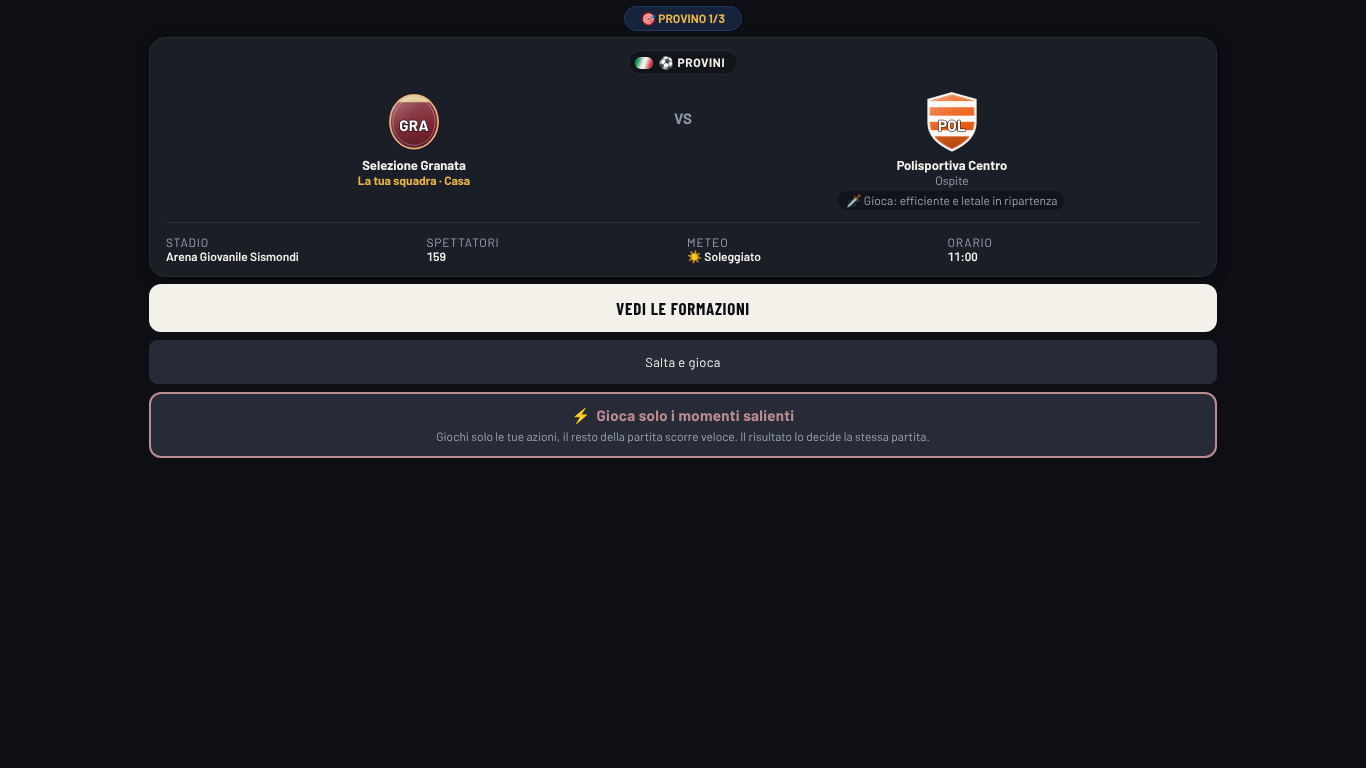 🎯 PROVINO 1/3
⚽ PROVINI
GRA
VS
POL
Selezione Granata
La tua squadra · Casa
Polisportiva Centro
Ospite
🗡️ Gioca: efficiente e letale in ripartenza
STADIO
Arena Giovanile Sismondi
SPETTATORI
159
METEO
☀️ Soleggiato
ORARIO
11:00
VEDI LE FORMAZIONI
Salta e gioca
⚡ Gioca solo i momenti salienti
Giochi solo le tue azioni, il resto della partita scorre veloce. Il risultato lo decide la stessa partita.